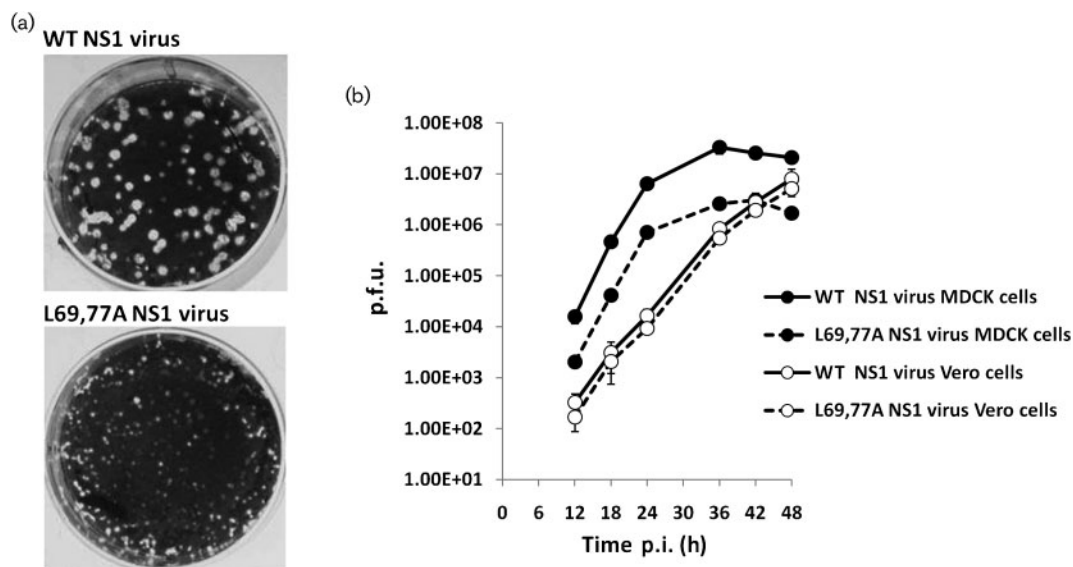 (a)
WT NS1 virus
L69,77A NS1 virus
(b)
1.00E+08
1.00E+07
1.00E+06
1.00E+05
1.00E+04
1.00E+03
1.00E+02
1.00E+01
p.f.u.
0 6 12 18 24 30 36 42 48
Time p.i. (h)
WT NS1 virus MDCK cells
L69,77A NS1 virus MDCK cells
WT NS1 virus Vero cells
L69,77A NS1 virus Vero cells